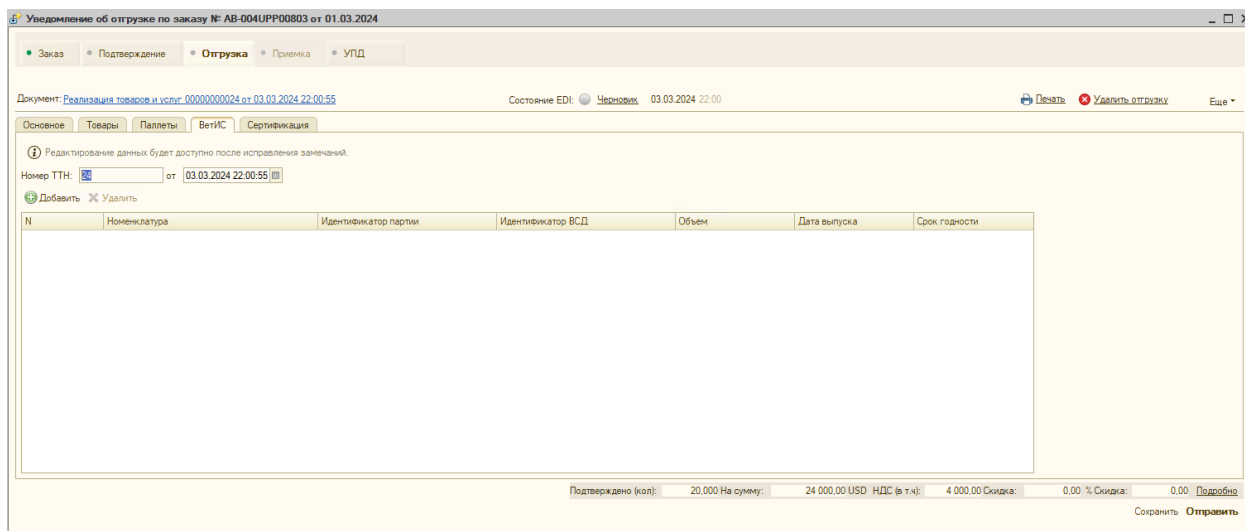 Уведомление об отгрузке по заказу № АВ-004UPP00803 от 01.03.2024
Заказ Подтверждение Отгрузка Приемка УПД
Документ: Реализация товаров и услуг 00000000024 от 03.03.2024 22:00:55 Состояние EDI: Черновик 03.03.2024 22:00 Печать Удалить отгрузку Еще
Основное Товары Паллеты ВетИС Сертификация
Редактирование данных будет доступно после исправления замечаний.
Номер ТТН: 24 от 03.03.2024 22:00:55
Добавить Удалить
N Номенклатура Идентификатор партии Идентификатор ВСД Объем Дата выпуска Срок годности
Подтверждено (кол): 20,000 На сумму: 24 000,00 USD НДС (в т.ч): 4 000,00 Скидка: 0,00 % Скидка: 0,00 Подробно
Сохранить Отправить